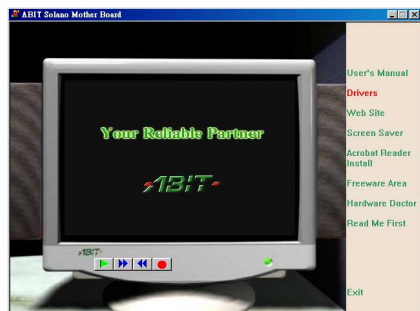 ABIT Solano Mother Board
Your Reliable Partner
ABIT
ABIT
User's Manual
Drivers
Web Site
Screen Saver
Acrobat Reader
Install
Freeware Area
Hardware Doctor
Read Me First
Exit